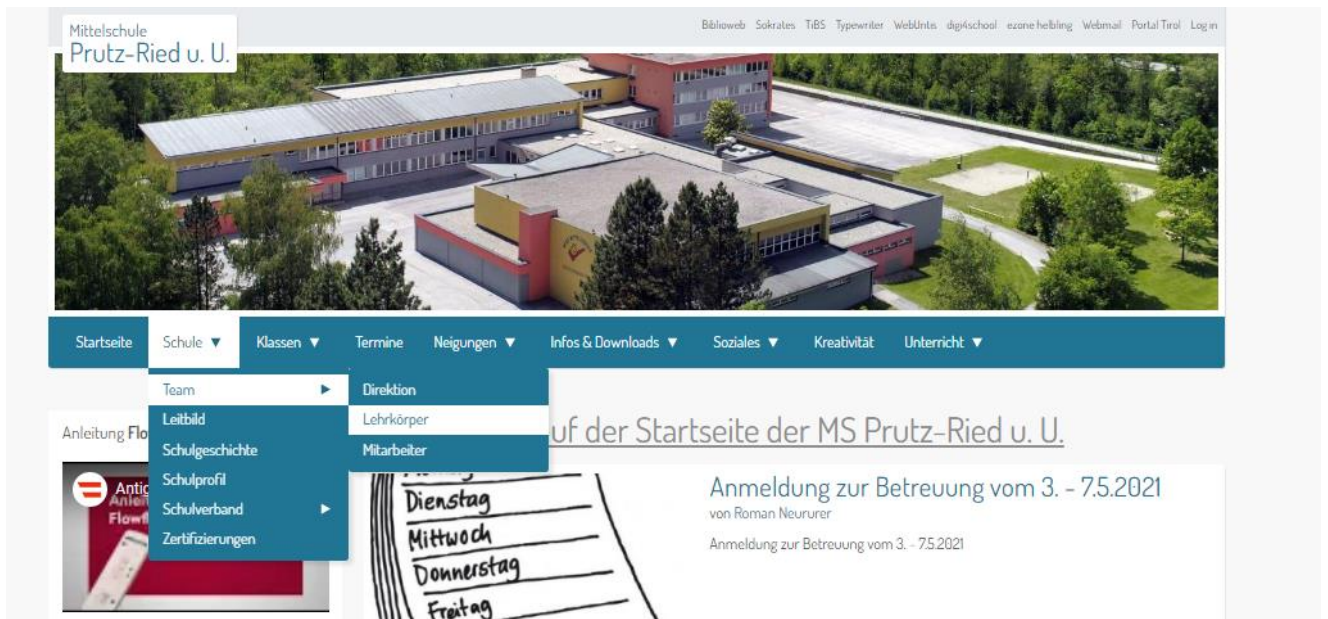 Mittelschule
Prutz-Ried u. U.
Biblioweb Sokrates TiBS Typewriter WebUntis digi4school ezone helbling Webmail Portal Tirol Log in
Startseite Schule ▼ Klassen ▼ Termine Neigungen ▼ Infos & Downloads ▼ Soziales ▼ Kreativität Unterricht ▼
Team ▶
Leitbild
Schulgeschichte
Schulprofil
Schulverband ▶
Zertifizierungen
Direktion
Lehrkörper
Mitarbeiter
Anleitung
uf der Startseite der MS Prutz-Ried u. U.
Dienstag
Mittwoch
Donnerstag
Freitag
Anmeldung zur Betreuung vom 3. - 7.5.2021
von Roman Neururer
Anmeldung zur Betreuung vom 3. - 7.5.2021